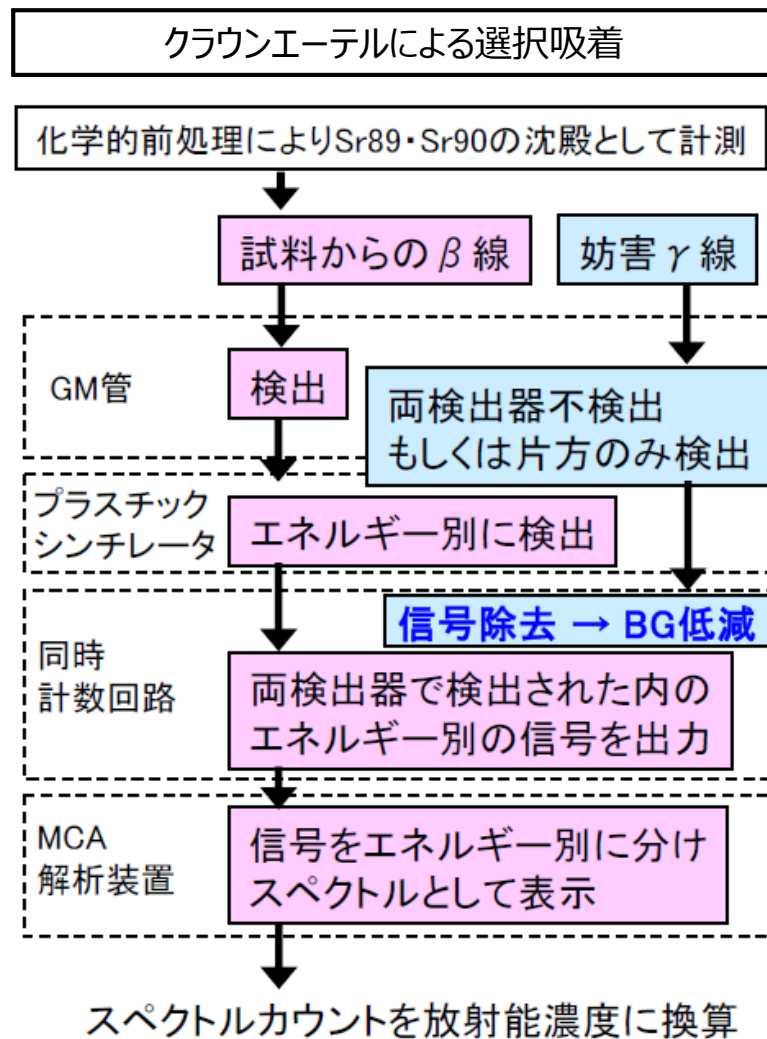 クラウンエーテルによる選択吸着
化学的前処理によりSr89・Sr90の沈殿として計測
試料からのβ線
妨害γ線
GM管
検出
両検出器不検出
もしくは片方のみ検出
プラスチック
シンチレータ
エネルギー別に検出
信号除去 → BG低減
同時
計数回路
両検出器で検出された内の
エネルギー別の信号を出力
MCA
解析装置
信号をエネルギー別に分け
スペクトルとして表示
スペクトルカウントを放射能濃度に換算